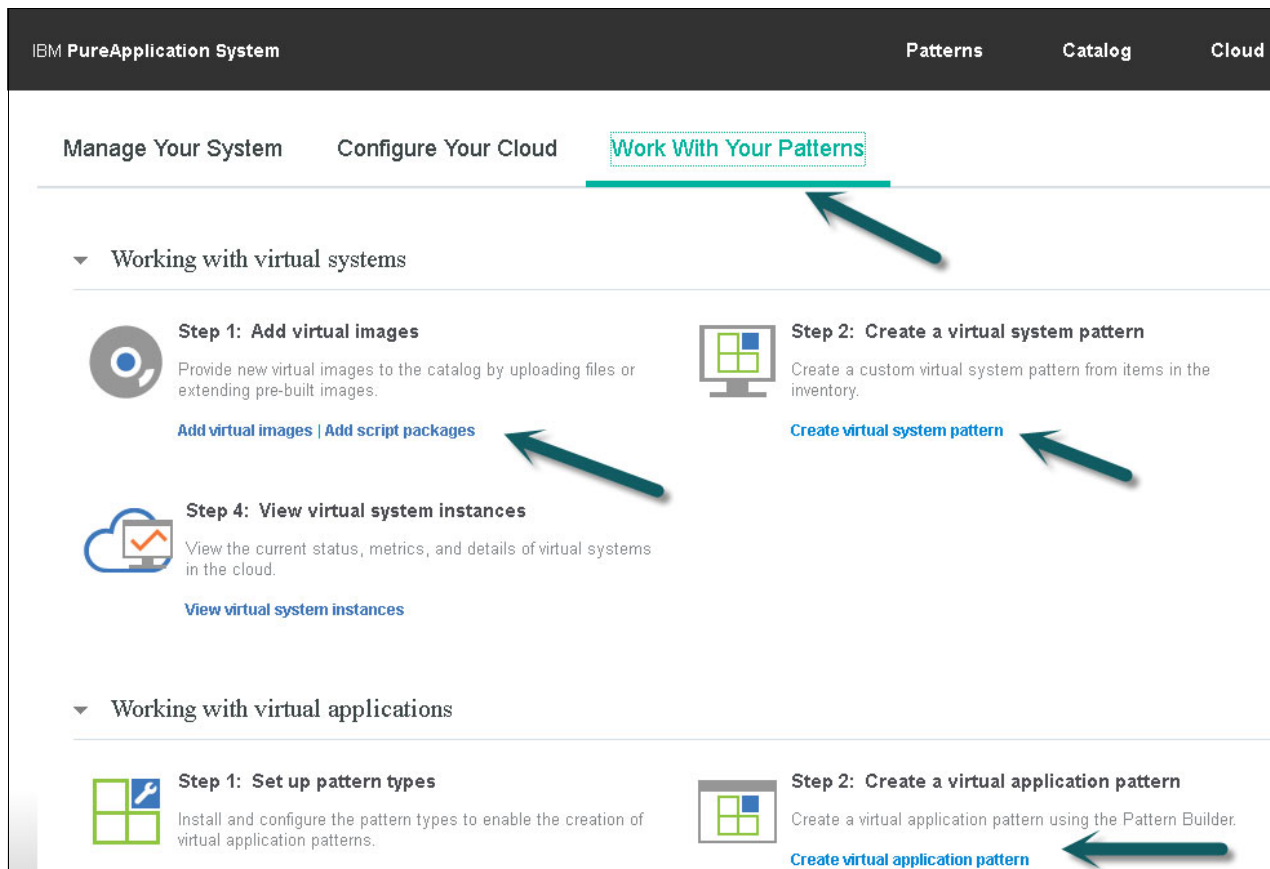 IBM PureApplication System
Patterns
Catalog
Cloud
Manage Your System
Configure Your Cloud
Work With Your Patterns
Working with virtual systems
Step 1: Add virtual images
Provide new virtual images to the catalog by uploading files or
extending pre-built images.
Add virtual images | Add script packages
Step 2: Create a virtual system pattern
Create a custom virtual system pattern from items in the
inventory.
Create virtual system pattern
Step 4: View virtual system instances
View the current status, metrics, and details of virtual systems
in the cloud.
View virtual system instances
Working with virtual applications
Step 1: Set up pattern types
Install and configure the pattern types to enable the creation of
virtual application patterns.
Step 2: Create a virtual application pattern
Create a virtual application pattern using the Pattern Builder.
Create virtual application pattern